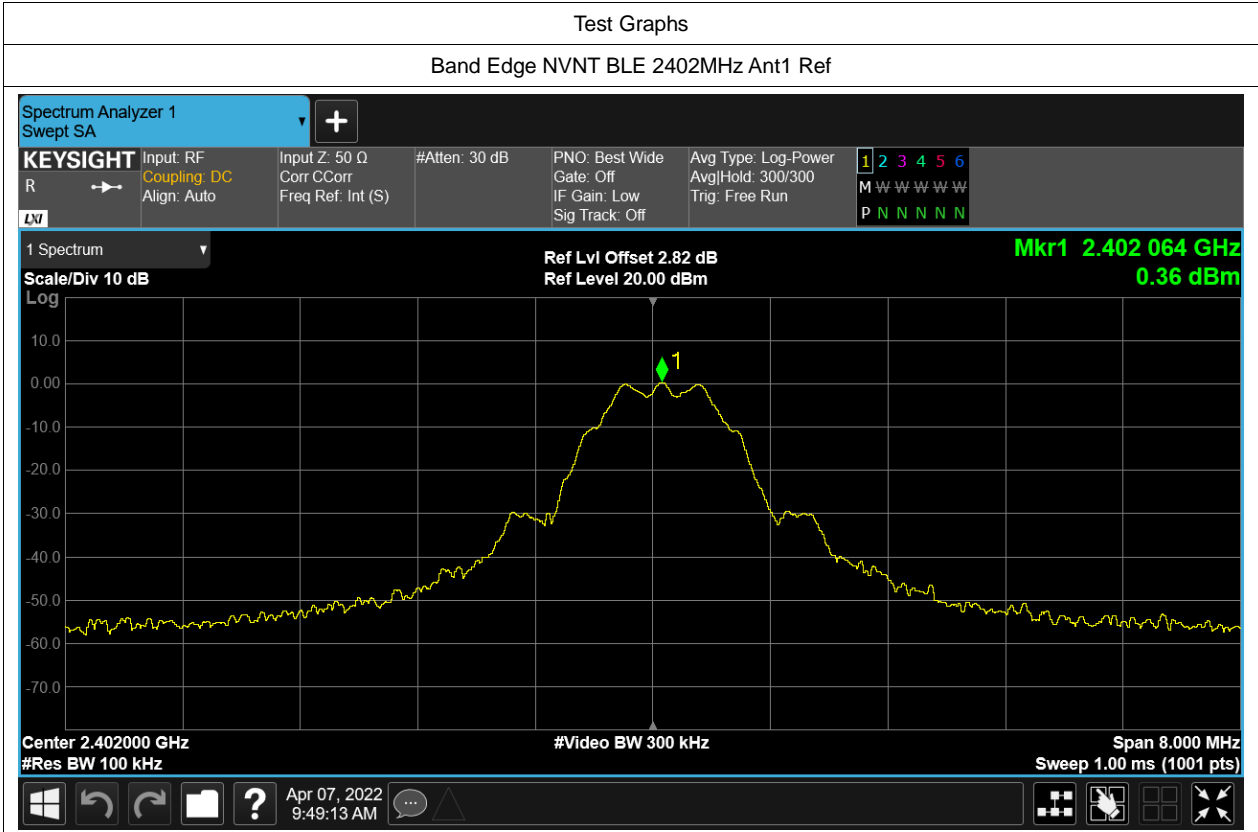 Test Graphs
Band Edge NVNT BLE 2402MHz Ant1 Ref
Spectrum Analyzer 1
Swept SA
+
KEYSIGHT
R
LXI
Input: RF
Coupling: DC
Align: Auto
Input Z: 50 Ω
Corr CCorr
Freq Ref: Int (S)
#Atten: 30 dB
PNO: Best Wide
Gate: Off
IF Gain: Low
Sig Track: Off
Avg Type: Log-Power
Avg|Hold: 300/300
Trig: Free Run
1 2 3 4 5 6
M W W W W W
P N N N N N
1 Spectrum
Scale/Div 10 dB
Log
Ref Lvl Offset 2.82 dB
Ref Level 20.00 dBm
Mkr1 2.402 064 GHz
0.36 dBm
10.0
0.00
-10.0
-20.0
-30.0
-40.0
-50.0
-60.0
-70.0
1
Center 2.402000 GHz
#Res BW 100 kHz
#Video BW 300 kHz
Span 8.000 MHz
Sweep 1.00 ms (1001 pts)
?
Apr 07, 2022
9:49:13 AM